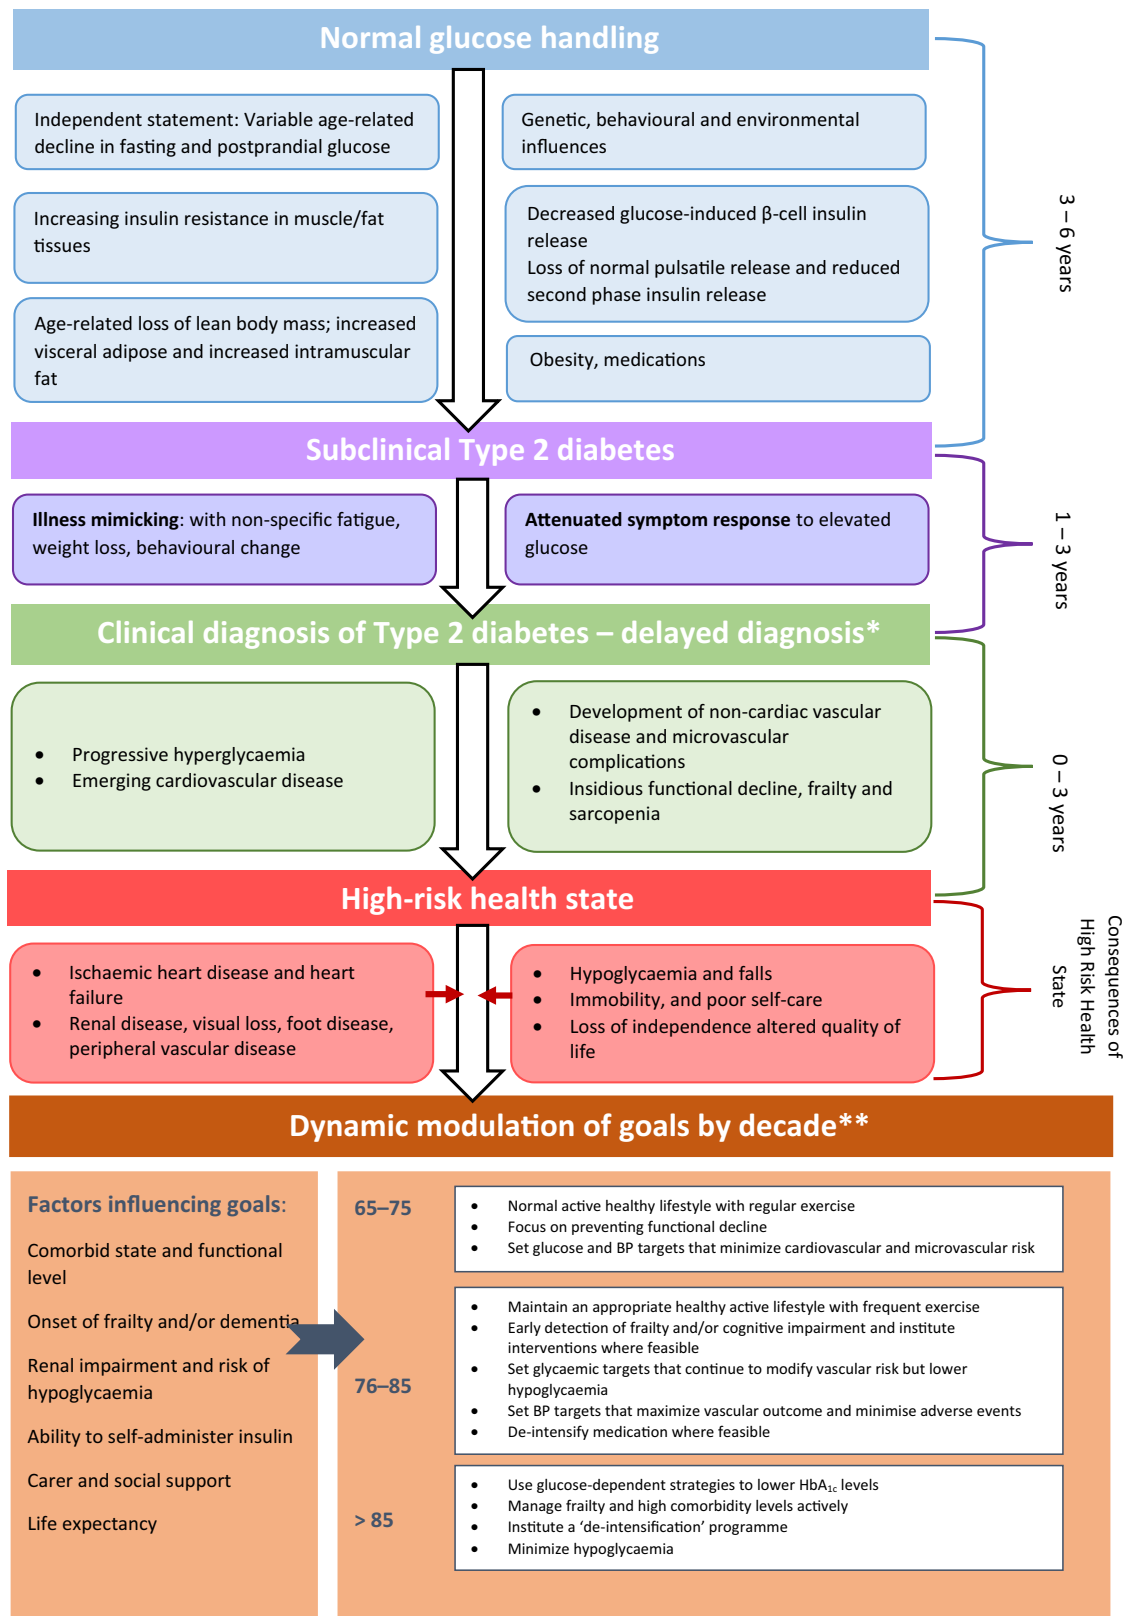 Normal glucose handling
Independent statement: Variable age-related
decline in fasting and postprandial glucose
Genetic, behavioural and environmental
influences
Increasing insulin resistance in muscle/fat
tissues
Decreased glucose-induced β-cell insulin
release
Loss of normal pulsatile release and reduced
second phase insulin release
Age-related loss of lean body mass; increased
visceral adipose and increased intramuscular
fat
Obesity, medications
3 – 6 years
Subclinical Type 2 diabetes
Illness mimicking: with non-specific fatigue,
weight loss, behavioural change
Attenuated symptom response to elevated
glucose
1 – 3 years
Clinical diagnosis of Type 2 diabetes – delayed diagnosis*
• Progressive hyperglycaemia
• Emerging cardiovascular disease
• Development of non-cardiac vascular
disease and microvascular
complications
• Insidious functional decline, frailty and
sarcopenia
0 – 3 years
High-risk health state
• Ischaemic heart disease and heart
failure
• Renal disease, visual loss, foot disease,
peripheral vascular disease
• Hypoglycaemia and falls
• Immobility, and poor self-care
• Loss of independence altered quality of
life
Consequences of
High Risk Health
State
Dynamic modulation of goals by decade**
Factors influencing goals:
Comorbid state and functional
level
Onset of frailty and/or dementia
Renal impairment and risk of
hypoglycaemia
Ability to self-administer insulin
Carer and social support
Life expectancy
65–75
• Normal active healthy lifestyle with regular exercise
• Focus on preventing functional decline
• Set glucose and BP targets that minimize cardiovascular and microvascular risk
76–85
• Maintain an appropriate healthy active lifestyle with frequent exercise
• Early detection of frailty and/or cognitive impairment and institute
interventions where feasible
• Set glycaemic targets that continue to modify vascular risk but lower
hypoglycaemia
• Set BP targets that maximize vascular outcome and minimise adverse events
• De-intensify medication where feasible
> 85
• Use glucose-dependent strategies to lower HbA1c levels
• Manage frailty and high comorbidity levels actively
• Institute a ‘de-intensification’ programme
• Minimize hypoglycaemia